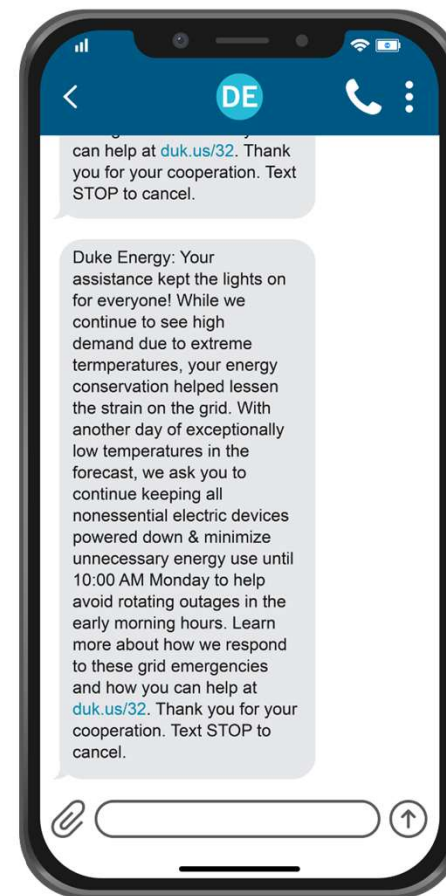 DE
can help at duk.us/32. Thank
you for your cooperation. Text
STOP to cancel.
Duke Energy: Your
assistance kept the lights on
for everyone! While we
continue to see high
demand due to extreme
termperatures, your energy
conservation helped lessen
the strain on the grid. With
another day of exceptionally
low temperatures in the
forecast, we ask you to
continue keeping all
nonessential electric devices
powered down & minimize
unnecessary energy use until
10:00 AM Monday to help
avoid rotating outages in the
early morning hours. Learn
more about how we respond
to these grid emergencies
and how you can help at
duk.us/32. Thank you for your
cooperation. Text STOP to
cancel.